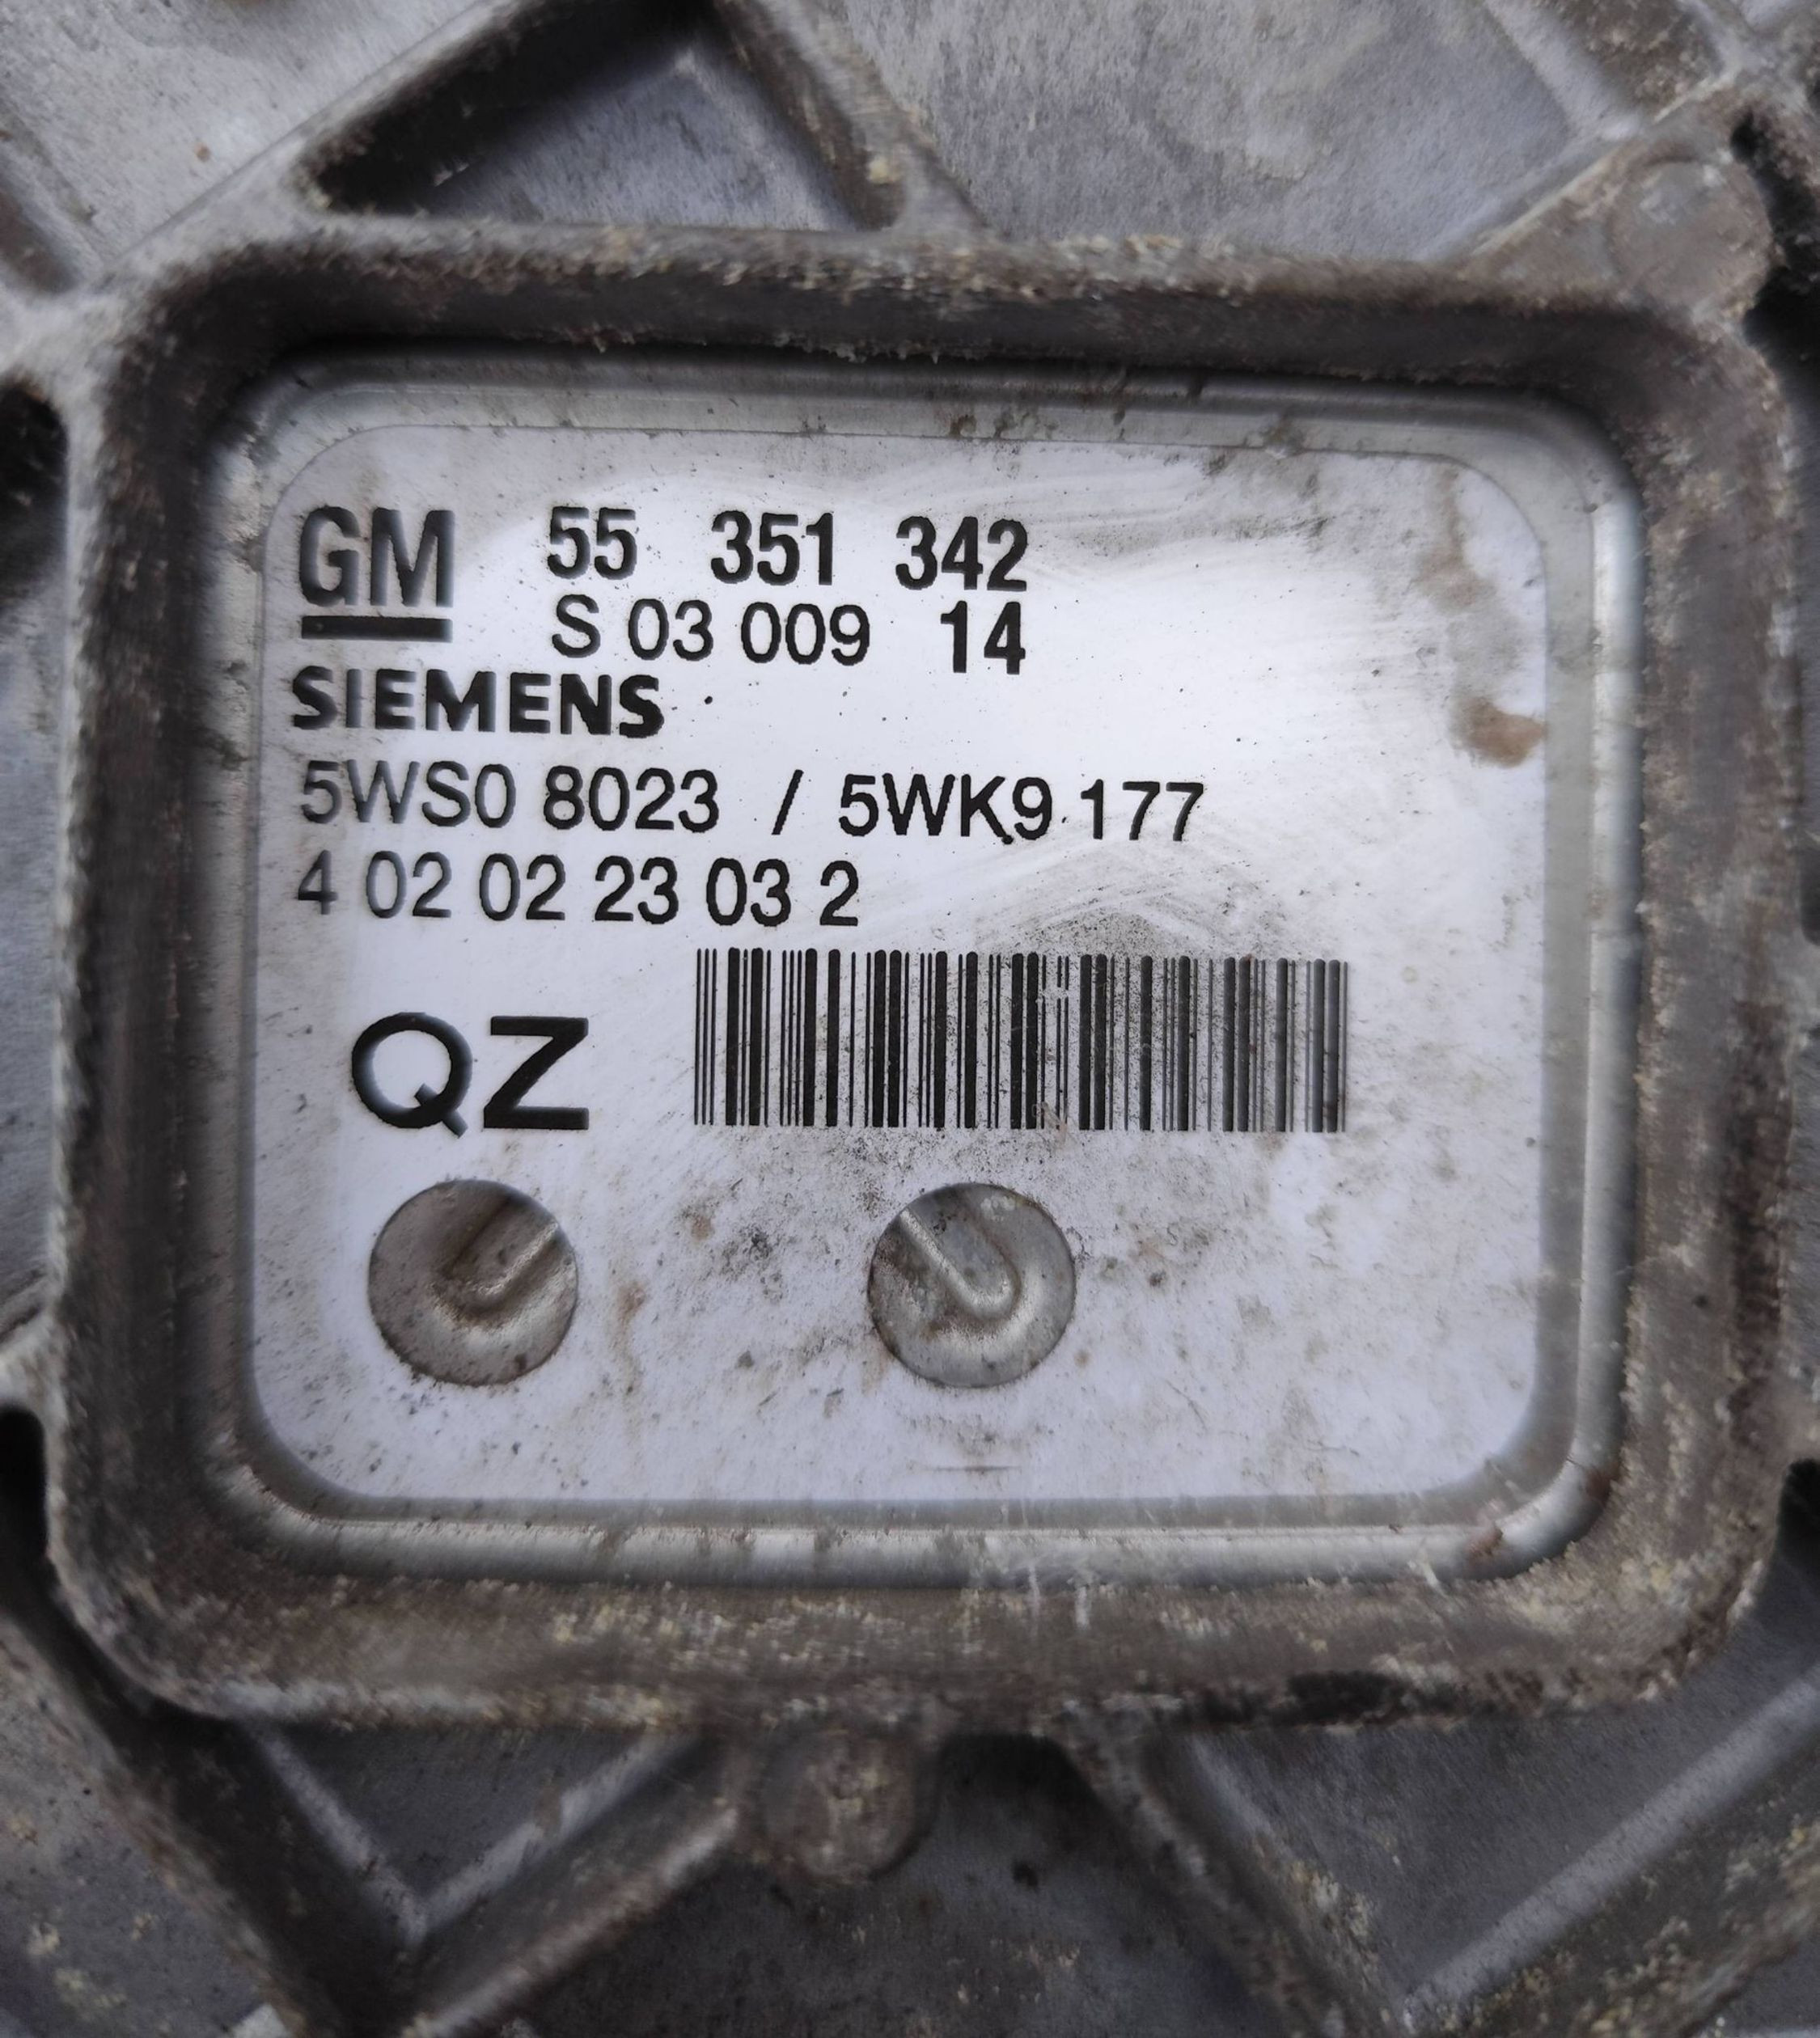 GM 55 351 342
S 03 009 14
SIEMENS
5WS0 8023 / 5WK9 177
4 02 02 23 03 2
QZ